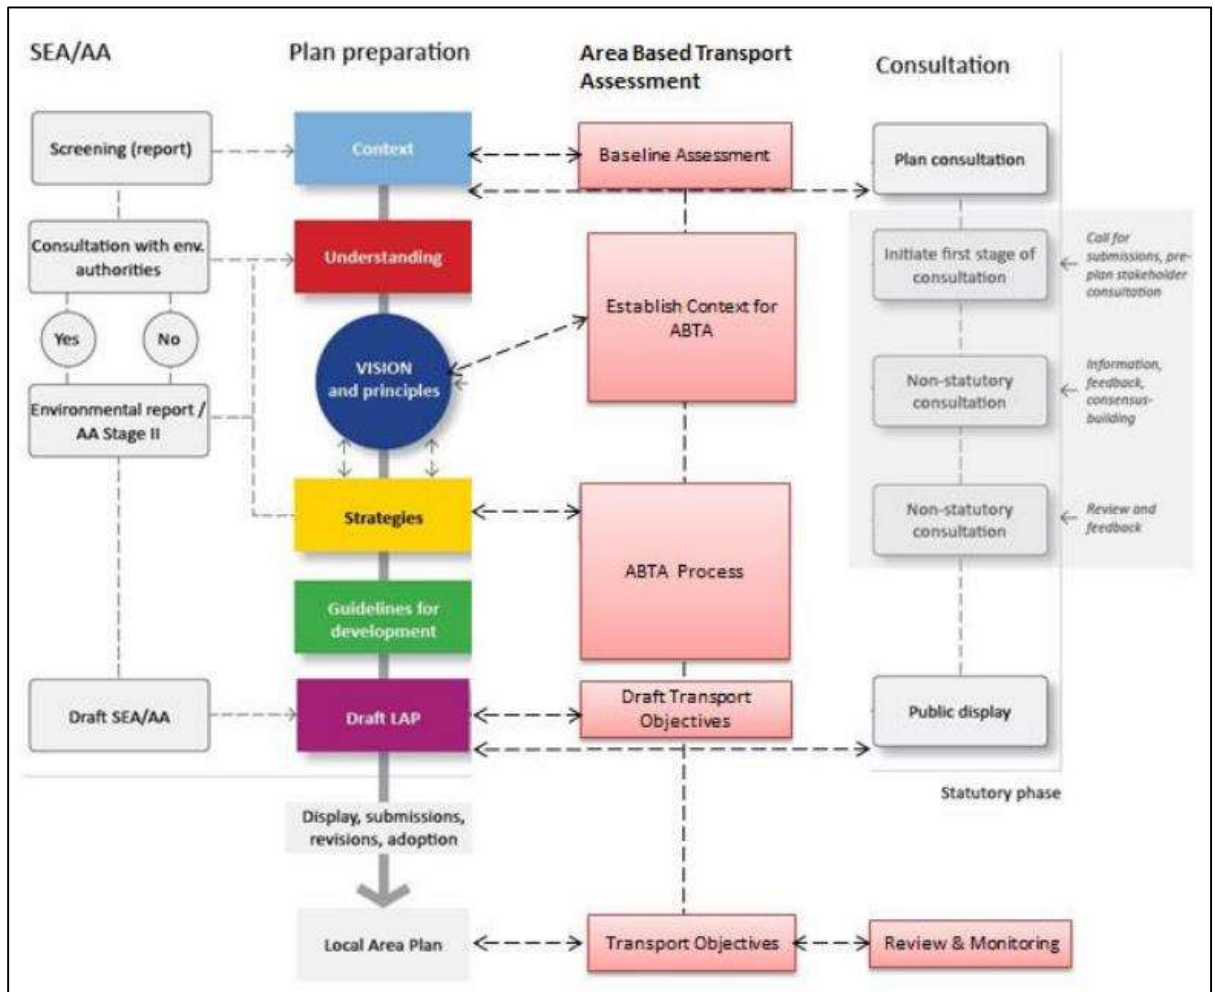 SEA/AA
Plan preparation
Area Based Transport
Assessment
Consultation
Screening (report)
Context
Baseline Assessment
Plan consultation
Consultation with env.
authorities
Understanding
Establish Context for
ABTA
Initiate first stage of
consultation
Call for
submissions, pre-
plan stakeholder
consultation
Yes
No
VISION
and principles
Non-statutory
consultation
Information,
feedback,
consensus-
building
Environmental report /
AA Stage II
Strategies
ABTA Process
Non-statutory
consultation
Review and
feedback
Guidelines for
development
Draft SEA/AA
Draft LAP
Draft Transport
Objectives
Public display
Statutory phase
Display, submissions,
revisions, adoption
Local Area Plan
Transport Objectives
Review & Monitoring